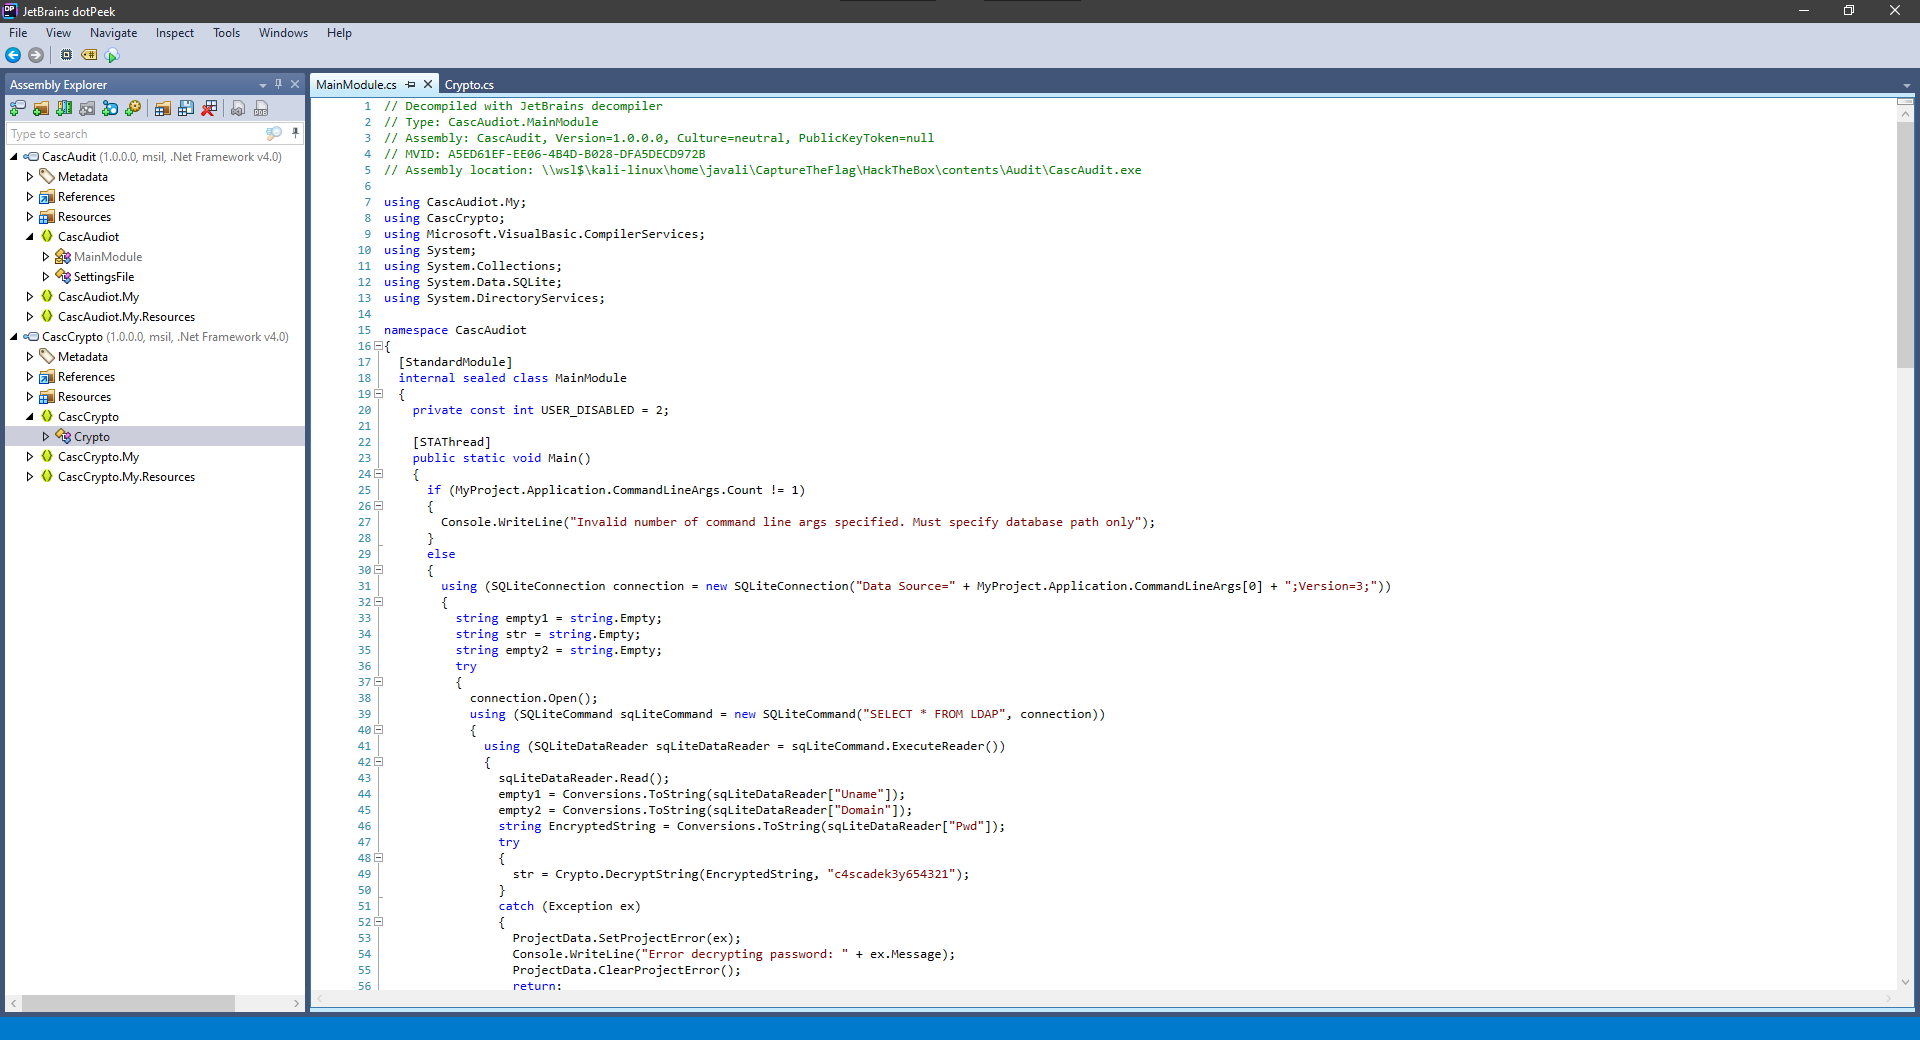 JetBrains dotPeek
File View Navigate Inspect Tools Windows Help
Assembly Explorer
Type to search
CascAudit (1.0.0.0, msil, .Net Framework v4.0)
Metadata
References
Resources
CascAudiot
MainModule
SettingsFile
CascAudiot.My
CascAudiot.My.Resources
CascCrypto (1.0.0.0, msil, .Net Framework v4.0)
Metadata
References
Resources
CascCrypto
Crypto
CascCrypto.My
CascCrypto.My.Resources
MainModule.cs Crypto.cs
1 // Decompiled with JetBrains decompiler
2 // Type: CascAudiot.MainModule
3 // Assembly: CascAudit, Version=1.0.0.0, Culture=neutral, PublicKeyToken=null
4 // MVID: A5ED61EF-EE06-4B4D-B028-DFA5DECD972B
5 // Assembly location: \\wsl$\kali-linux\home\javali\CaptureTheFlag\HackTheBox\contents\Audit\CascAudit.exe
6
7 using CascAudiot.My;
8 using CascCrypto;
9 using Microsoft.VisualBasic.CompilerServices;
10 using System;
11 using System.Collections;
12 using System.Data.SQLite;
13 using System.DirectoryServices;
14
15 namespace CascAudiot
16 {
17 [StandardModule]
18 internal sealed class MainModule
19 {
20 private const int USER_DISABLED = 2;
21
22 [STAThread]
23 public static void Main()
24 {
25 if (MyProject.Application.CommandLineArgs.Count != 1)
26 {
27 Console.WriteLine("Invalid number of command line args specified. Must specify database path only");
28 }
29 else
30 {
31 using (SQLiteConnection connection = new SQLiteConnection("Data Source=" + MyProject.Application.CommandLineArgs[0] + ";Version=3;"))
32 {
33 string empty1 = string.Empty;
34 string str = string.Empty;
35 string empty2 = string.Empty;
36 try
37 {
38 connection.Open();
39 using (SQLiteCommand sqLiteCommand = new SQLiteCommand("SELECT * FROM LDAP", connection))
40 {
41 using (SQLiteDataReader sqLiteDataReader = sqLiteCommand.ExecuteReader())
42 {
43 sqLiteDataReader.Read();
44 empty1 = Conversions.ToString(sqLiteDataReader["Uname"]);
45 empty2 = Conversions.ToString(sqLiteDataReader["Domain"]);
46 string EncryptedString = Conversions.ToString(sqLiteDataReader["Pwd"]);
47 try
48 {
49 str = Crypto.DecryptString(EncryptedString, "c4scadek3y654321");
50 }
51 catch (Exception ex)
52 {
53 ProjectData.SetProjectError(ex);
54 Console.WriteLine("Error decrypting password: " + ex.Message);
55 ProjectData.ClearProjectError();
56 return;